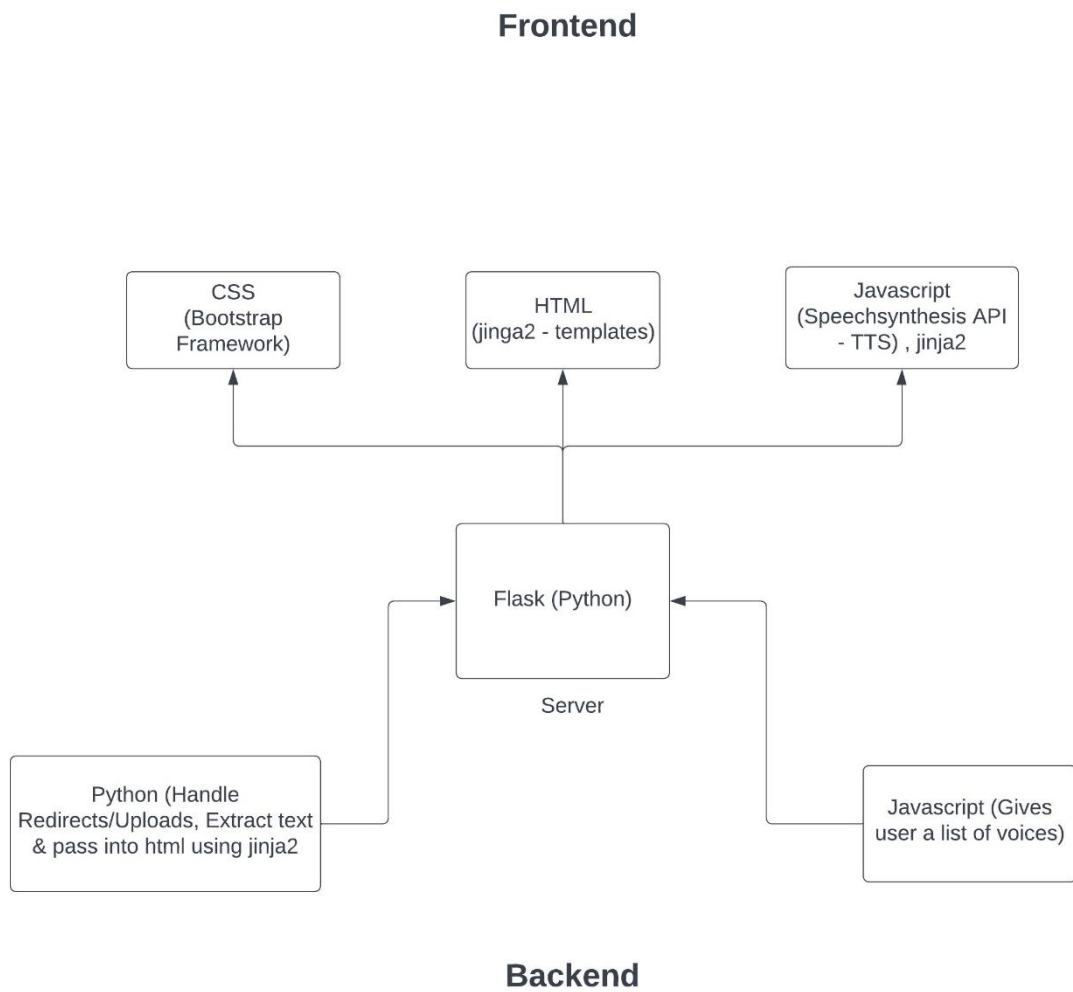 Frontend
CSS
(Bootstrap
Framework)
HTML
(jinga2 - templates)
Javascript
(Speechsynthesis API
- TTS) , jinja2
Flask (Python)
Server
Python (Handle
Redirects/Uploads, Extract text
& pass into html using jinja2
Javascript (Gives
user a list of voices)
Backend